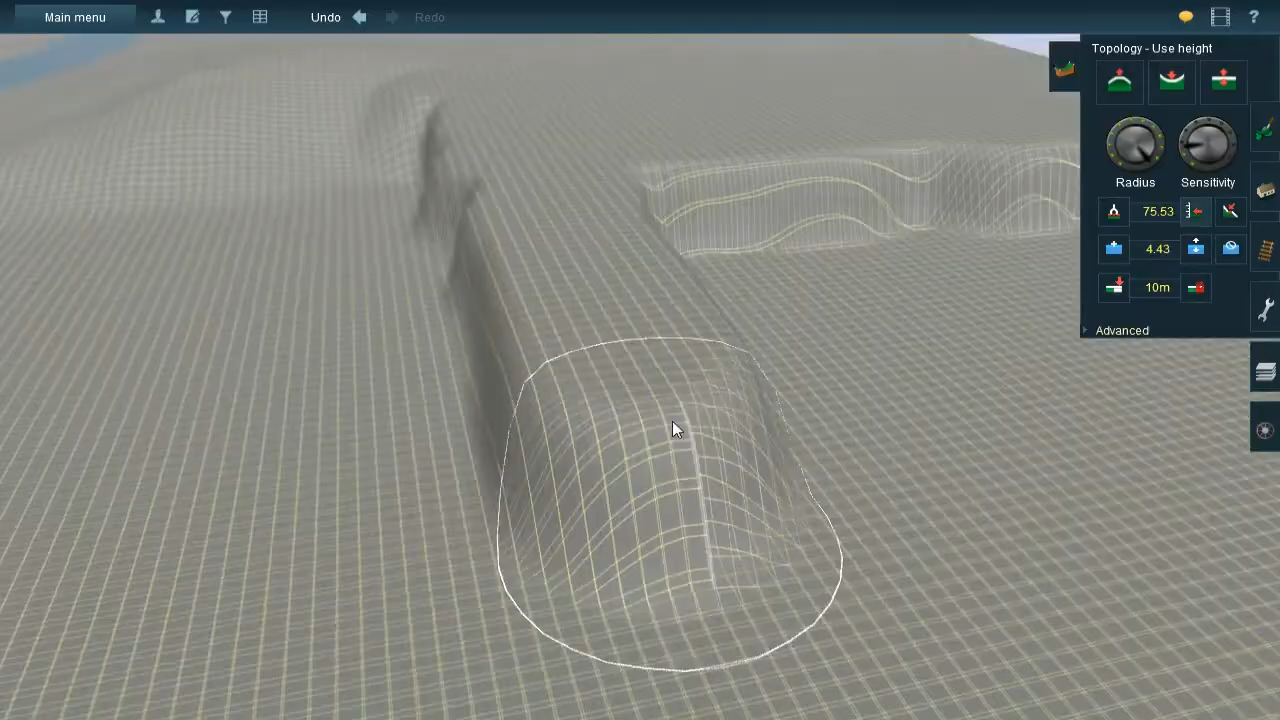 Main menu Undo Redo ?
Topology - Use height
Radius Sensitivity
75.53
4.43
10m
Advanced